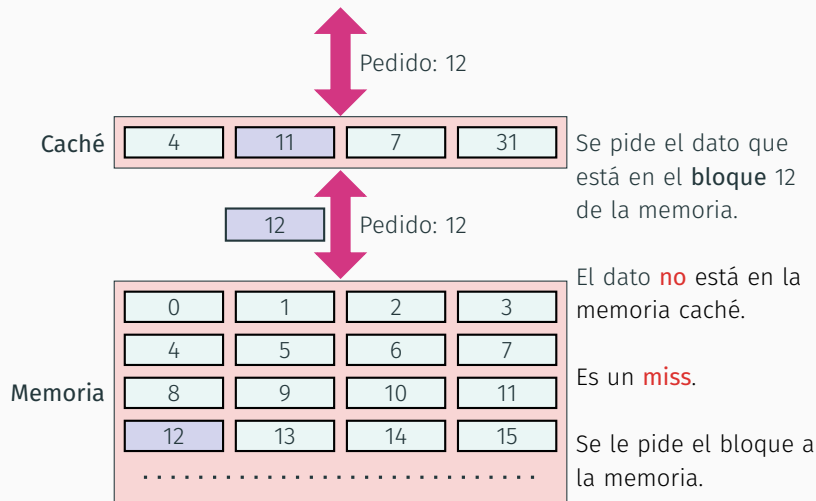 Pedido: 12
Caché
4 11 7 31
12
Pedido: 12
Memoria
0 1 2 3
4 5 6 7
8 9 10 11
12 13 14 15
. . . . . . . . . . . . . . . . . . . . . . . . . . . . . . . . . .
Se pide el dato que
está en el bloque 12
de la memoria.
El dato no está en la
memoria caché.
Es un miss.
Se le pide el bloque a
la memoria.